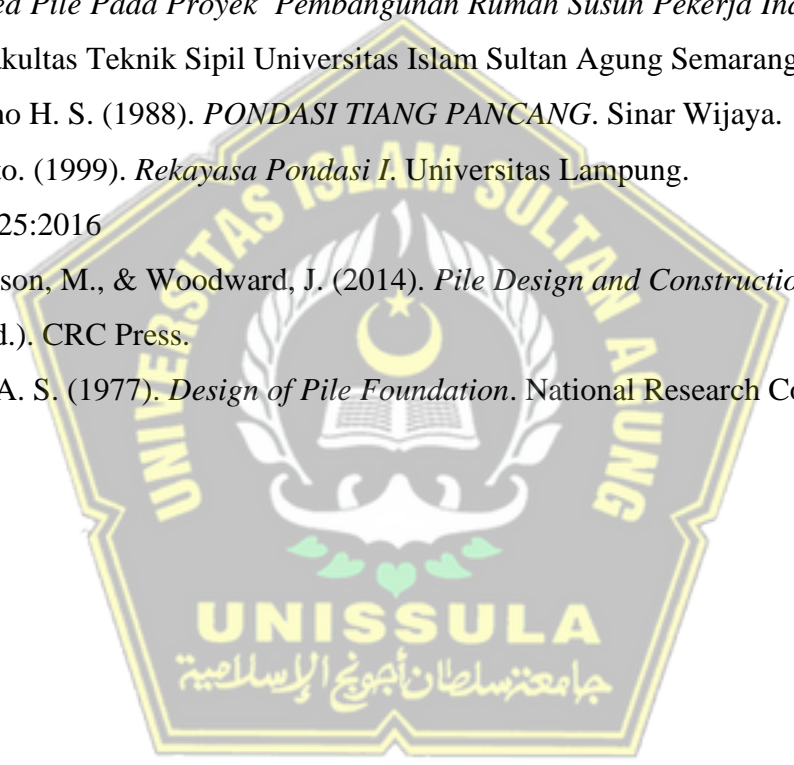 ed Pile Pada Proyek Pembangunan Rumah Susun Pekerja Ind
akultas Teknik Sipil Universitas Islam Sultan Agung Semarang
no H. S. (1988). PONDASI TIANG PANCANG. Sinar Wijaya.
to. (1999). Rekayasa Pondasi I. Universitas Lampung.
25:2016
son, M., & Woodward, J. (2014). Pile Design and Constructio
d.). CRC Press.
A. S. (1977). Design of Pile Foundation. National Research Co
UNIVERSITAS ISLAM SULTAN AGUNG
UNISSULA
جامعة سلطان أجونج الإسلامية